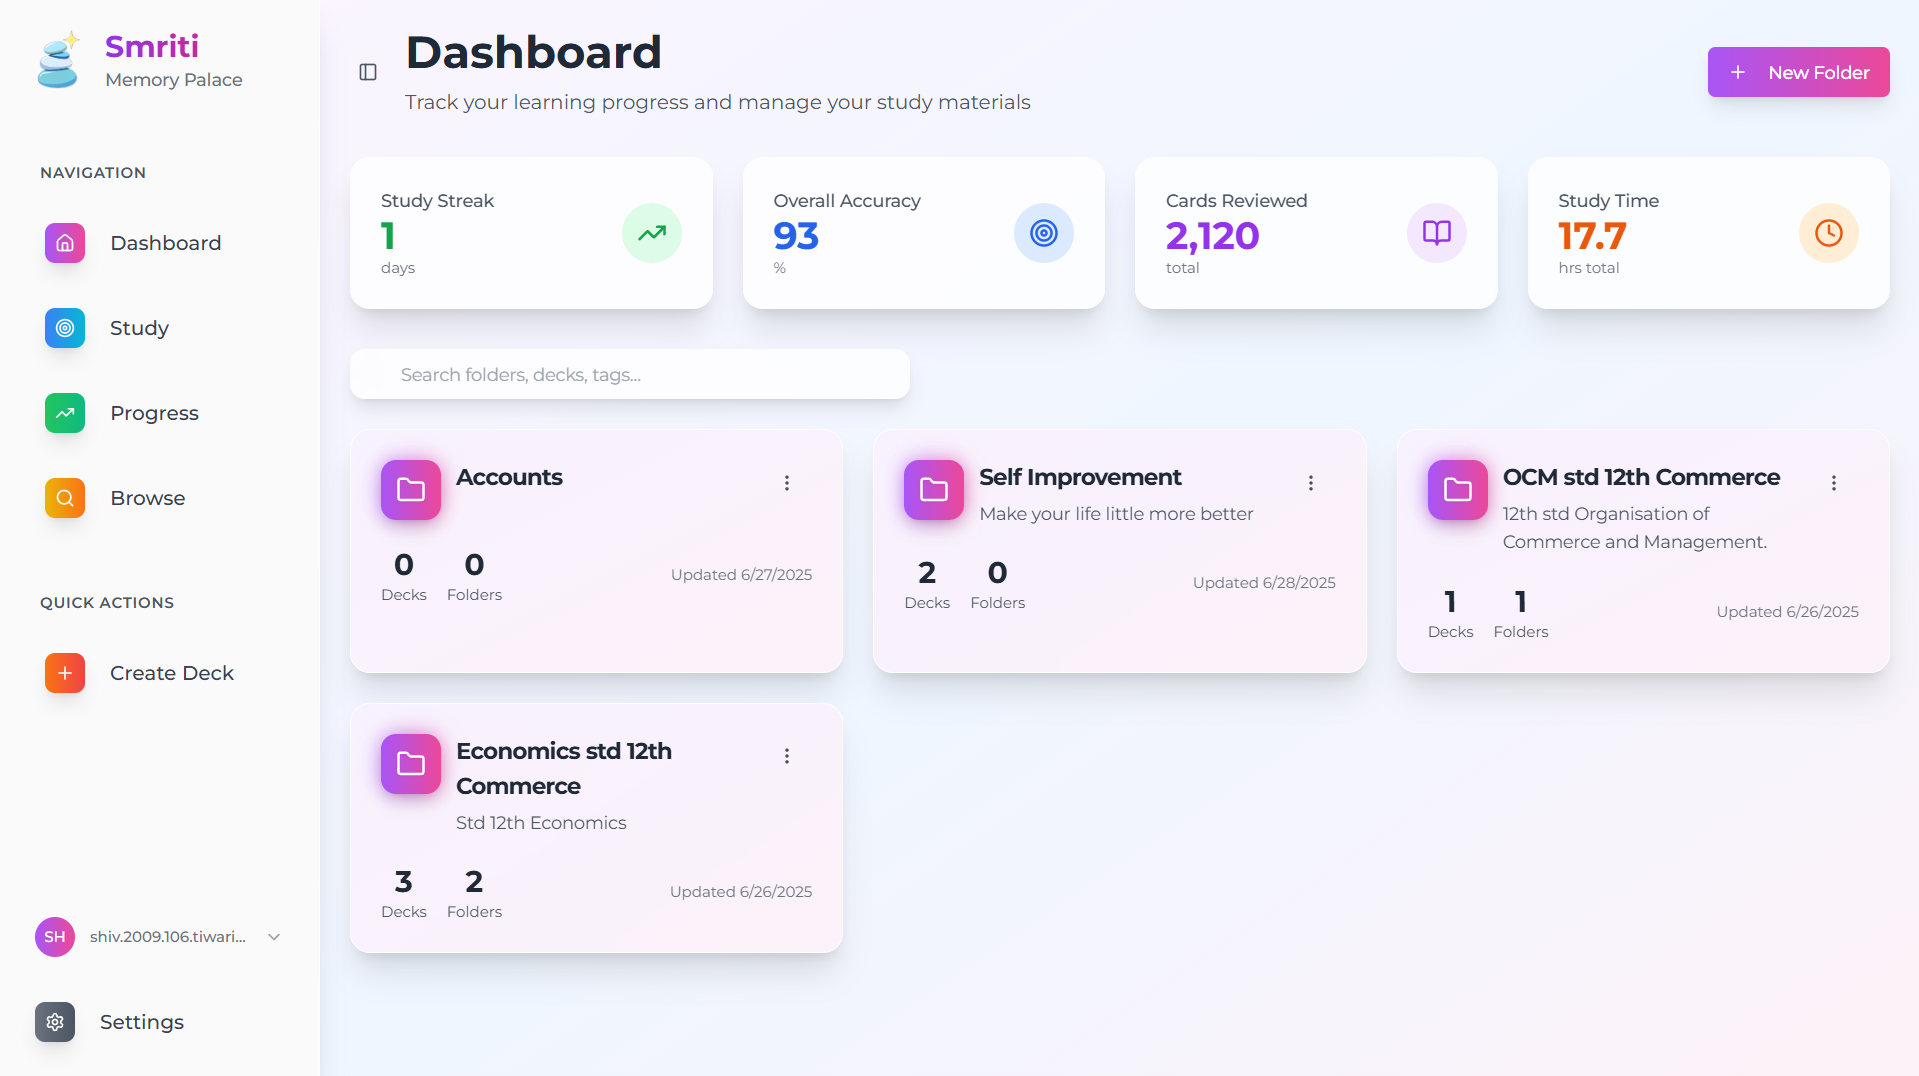 Smriti
Memory Palace
NAVIGATION
Dashboard
Study
Progress
Browse
QUICK ACTIONS
Create Deck
SH
shiv.2009.106.tiwari...
Settings
Dashboard
Track your learning progress and manage your study materials
New Folder
Study Streak
1
days
Overall Accuracy
93
%
Cards Reviewed
2,120
total
Study Time
17.7
hrs total
Search folders, decks, tags...
Accounts
0 0
Decks Folders
Updated 6/27/2025
Self Improvement
Make your life little more better
2 0
Decks Folders
Updated 6/28/2025
OCM std 12th Commerce
12th std Organisation of
Commerce and Management.
1 1
Decks Folders
Updated 6/26/2025
Economics std 12th
Commerce
Std 12th Economics
3 2
Decks Folders
Updated 6/26/2025